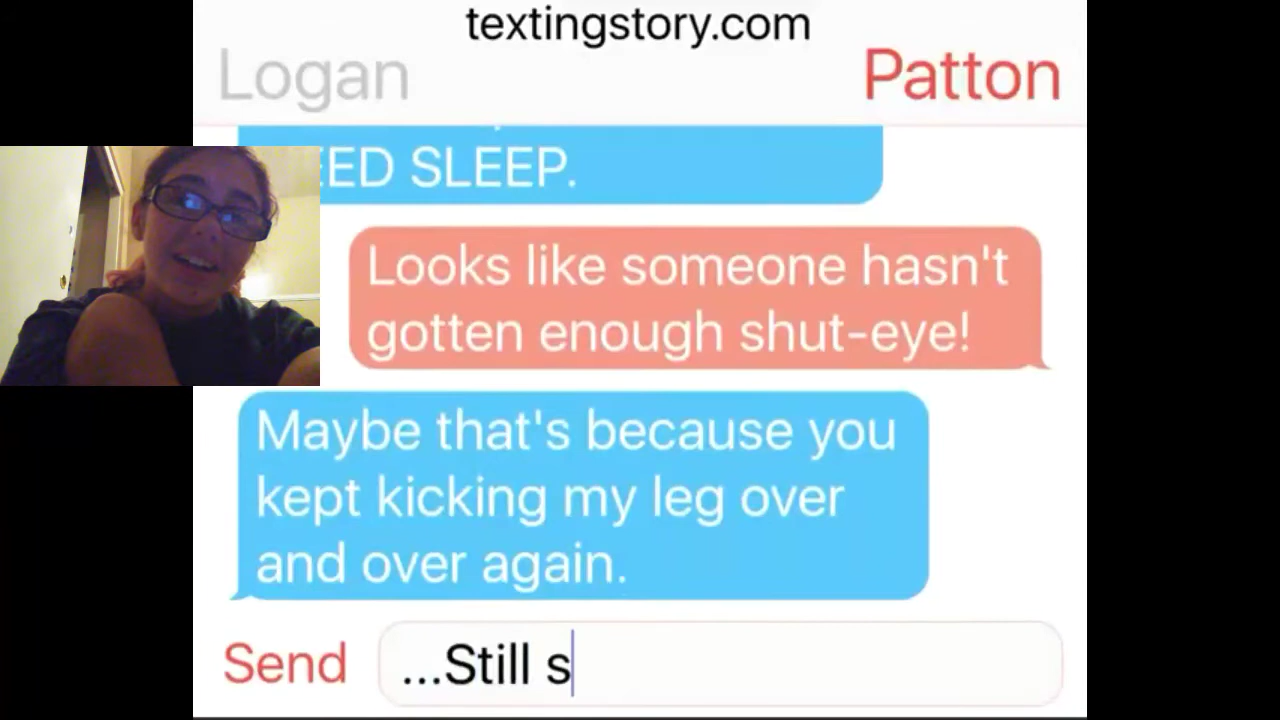 textingstory.com
Logan
Patton
EED SLEEP.
Looks like someone hasn't
gotten enough shut-eye!
Maybe that's because you
kept kicking my leg over
and over again.
Send
...Still s